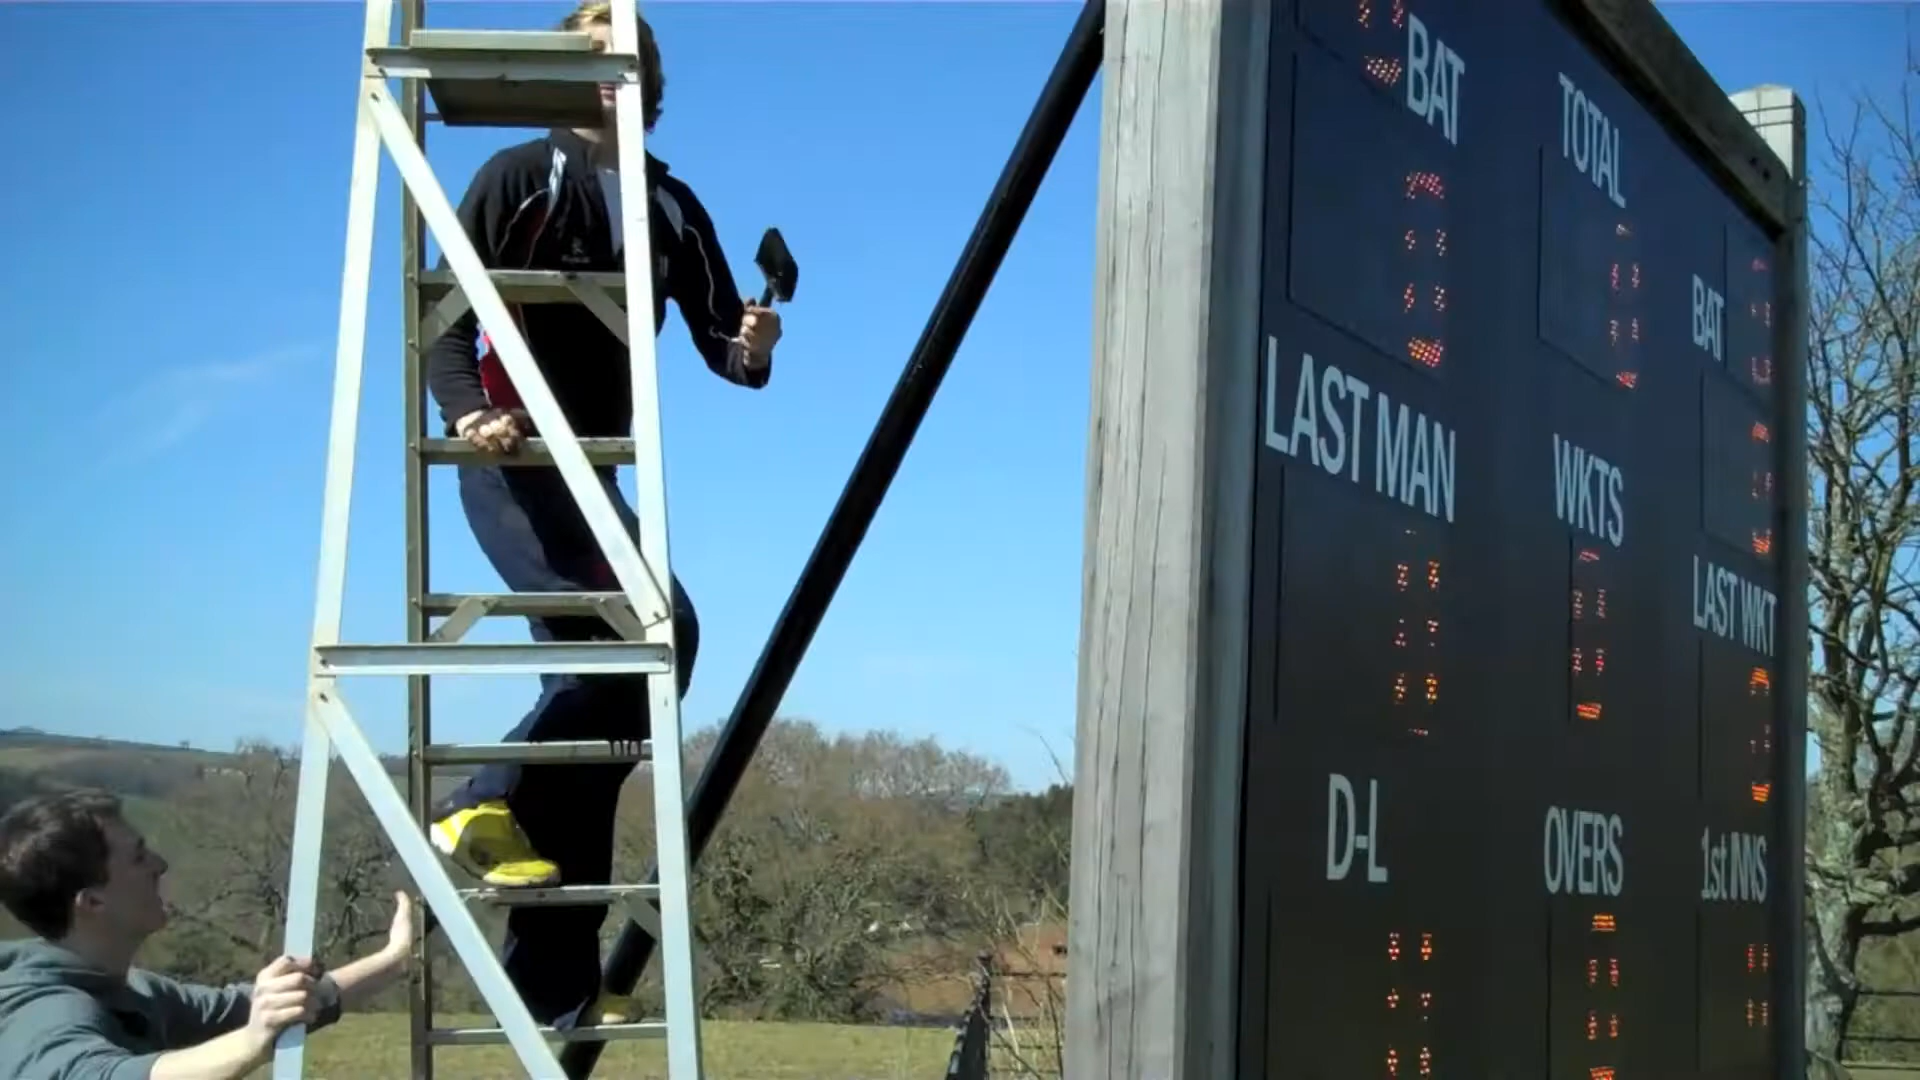 BAT
TOTAL
BAT
LAST MAN
WKTS
LAST WKT
D-L
OVERS
1st INNS